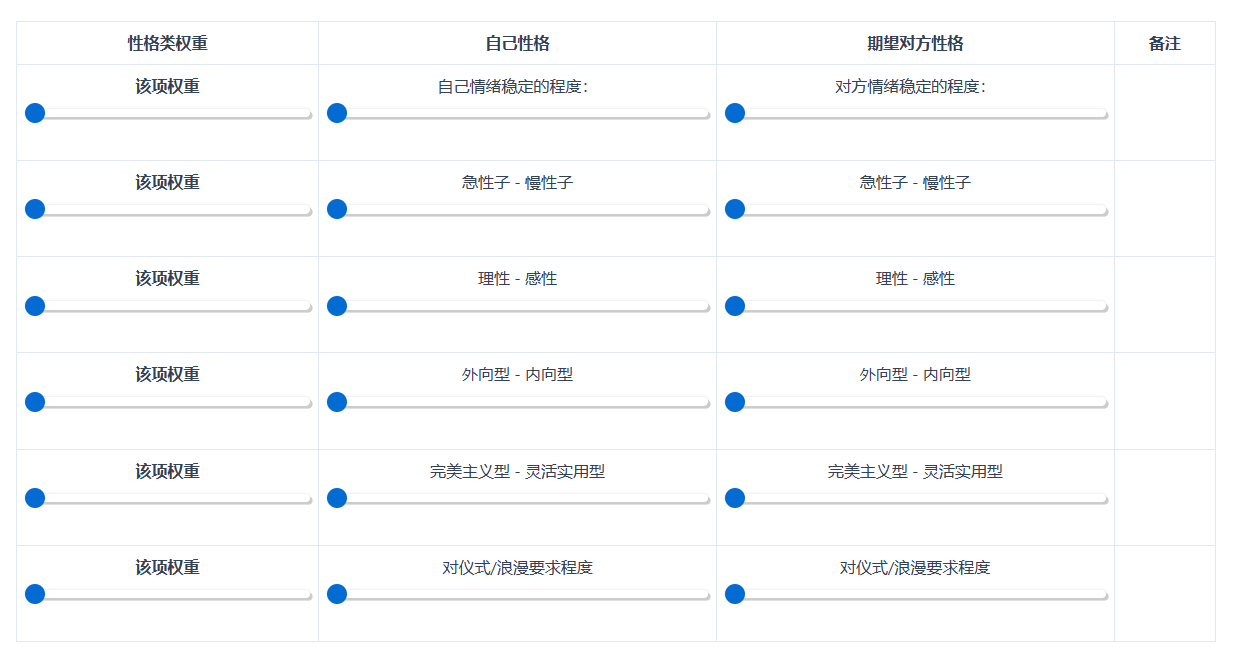 性格类权重 自己性格 期望对方性格 备注
该项权重 自己情绪稳定的程度： 对方情绪稳定的程度：
该项权重 急性子 - 慢性子 急性子 - 慢性子
该项权重 理性 - 感性 理性 - 感性
该项权重 外向型 - 内向型 外向型 - 内向型
该项权重 完美主义型 - 灵活实用型 完美主义型 - 灵活实用型
该项权重 对仪式/浪漫要求程度 对仪式/浪漫要求程度